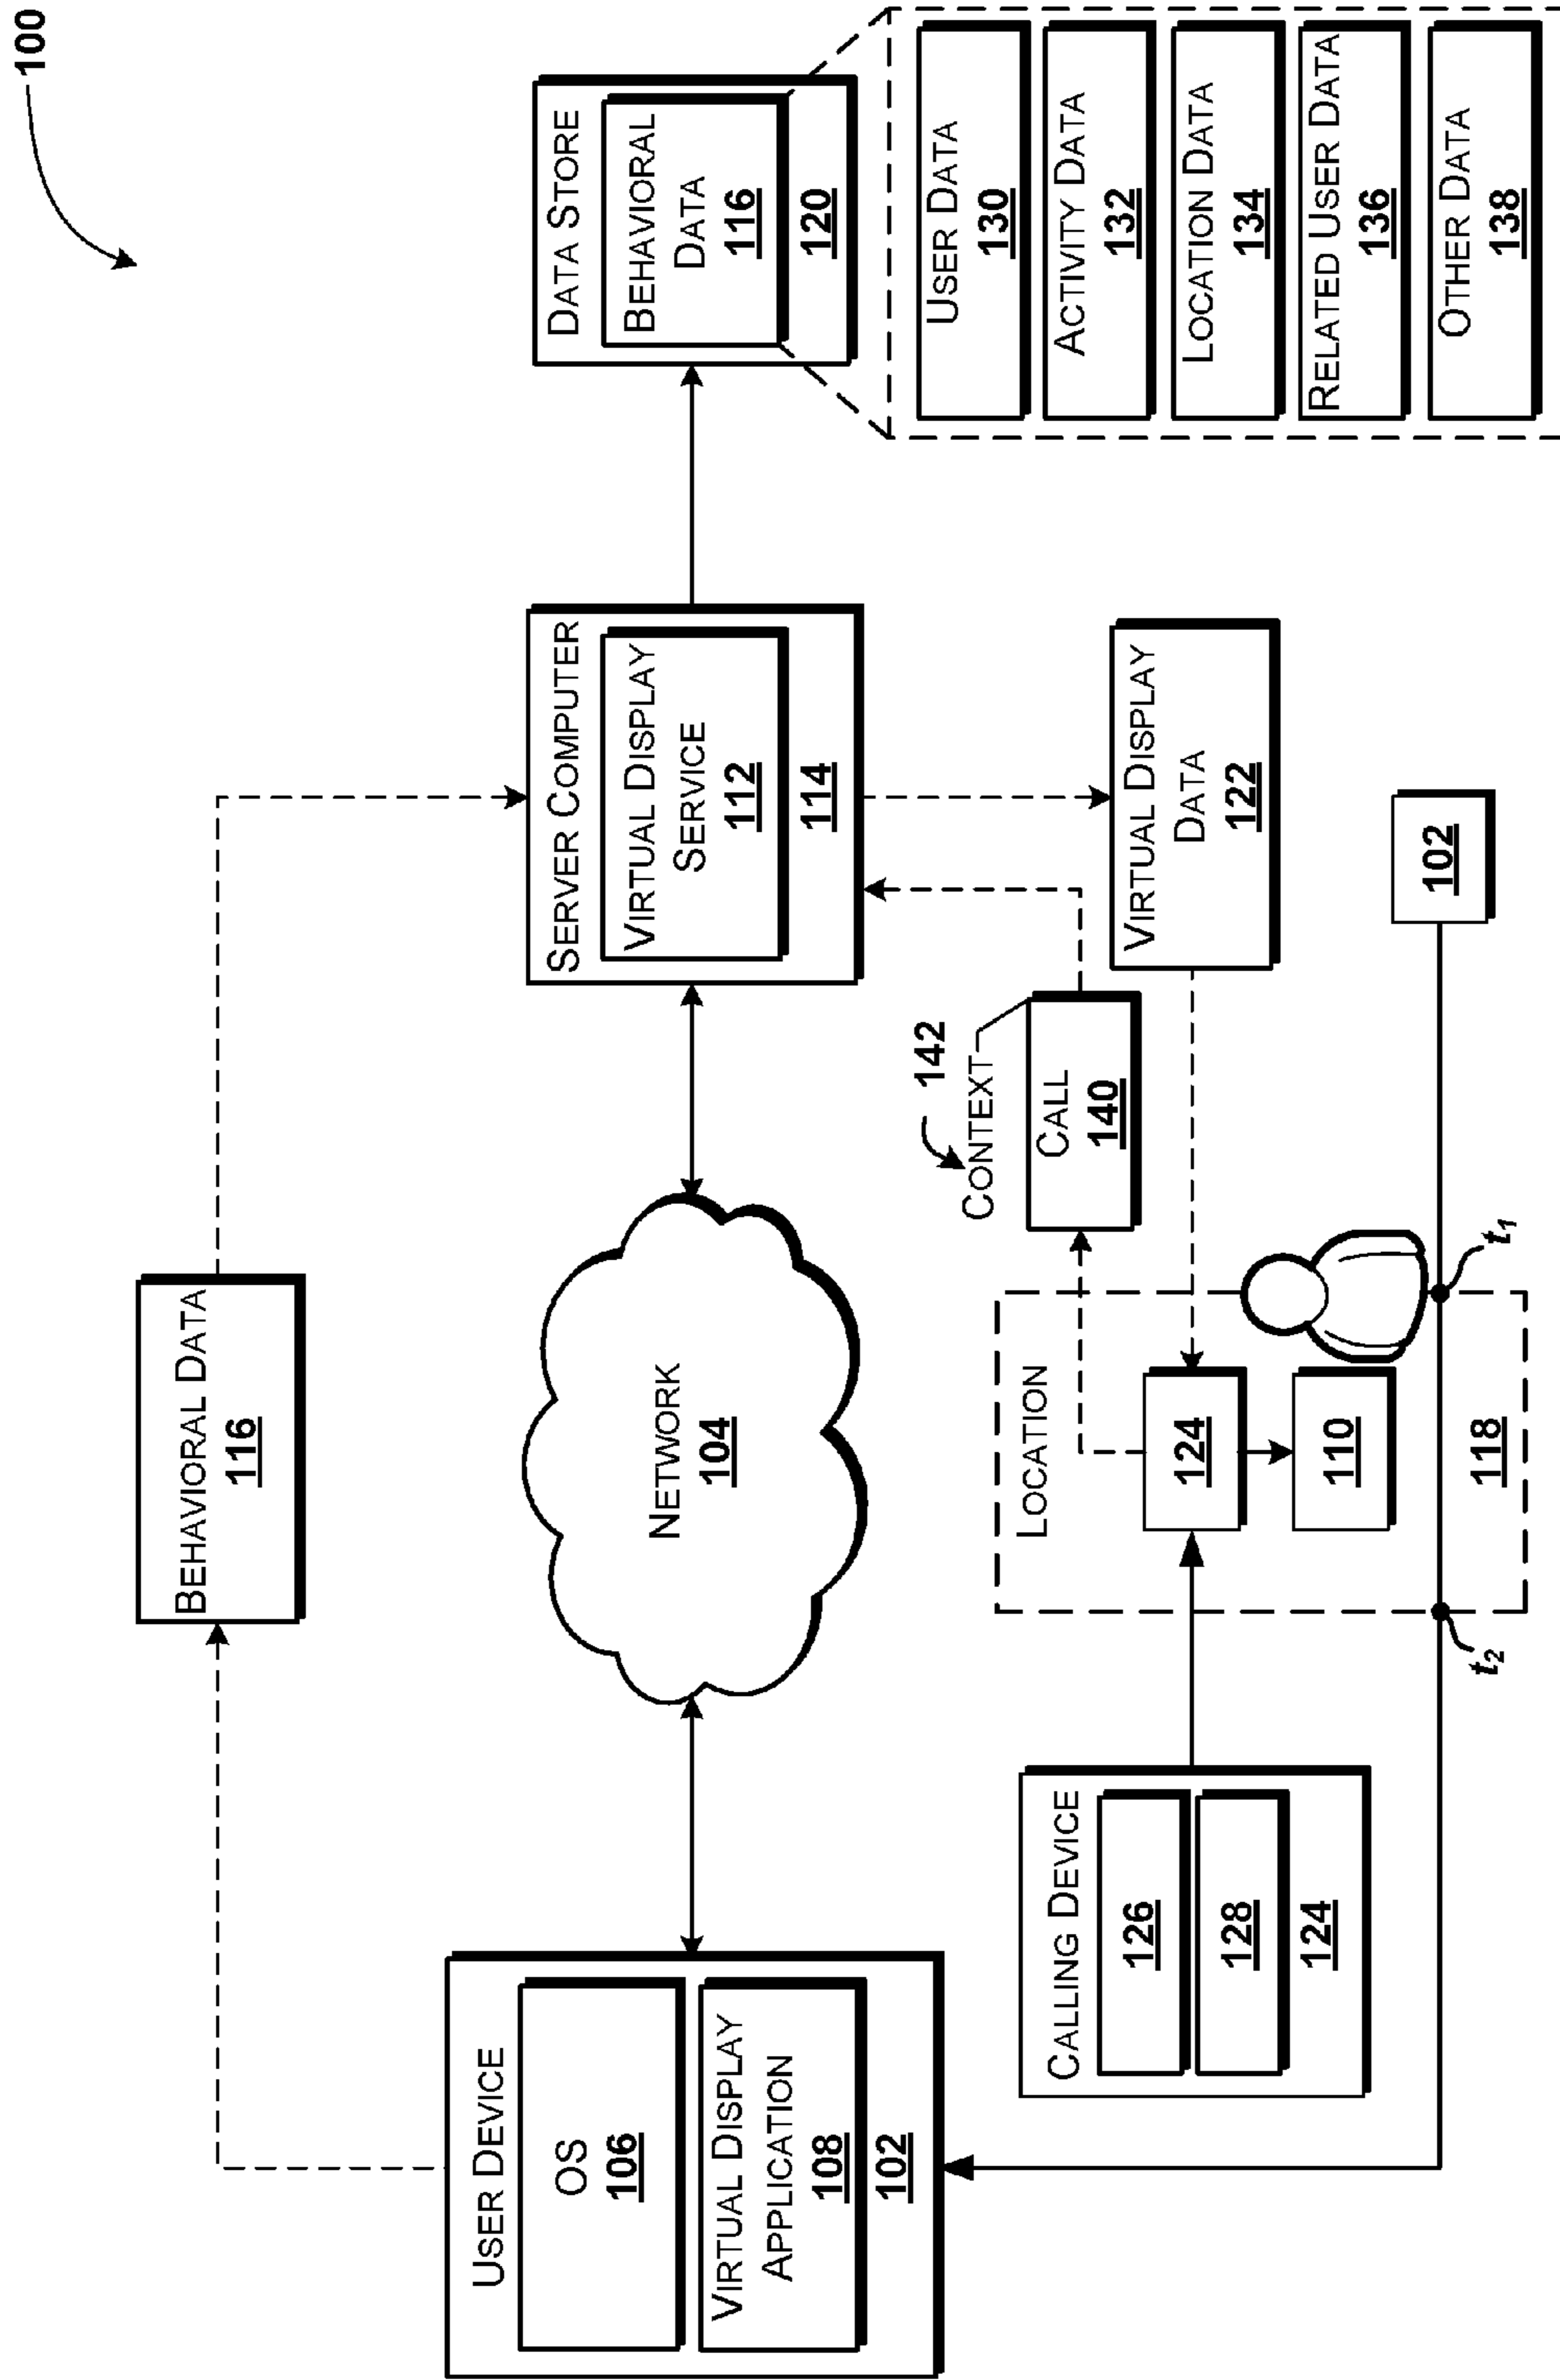 100
BEHAVIORAL DATA
116
USER DEVICE
OS
106
VIRTUAL DISPLAY
APPLICATION
108
102
NETWORK
104
SERVER COMPUTER
VIRTUAL DISPLAY
SERVICE
112
114
DATA STORE
BEHAVIORAL
DATA
116
120
USER DATA
130
ACTIVITY DATA
132
LOCATION DATA
134
RELATED USER DATA
136
OTHER DATA
138
142
CONTEXT
CALL
140
VIRTUAL DISPLAY
DATA
122
CALLING DEVICE
126
128
124
LOCATION
124
110
118
t2
t1
102